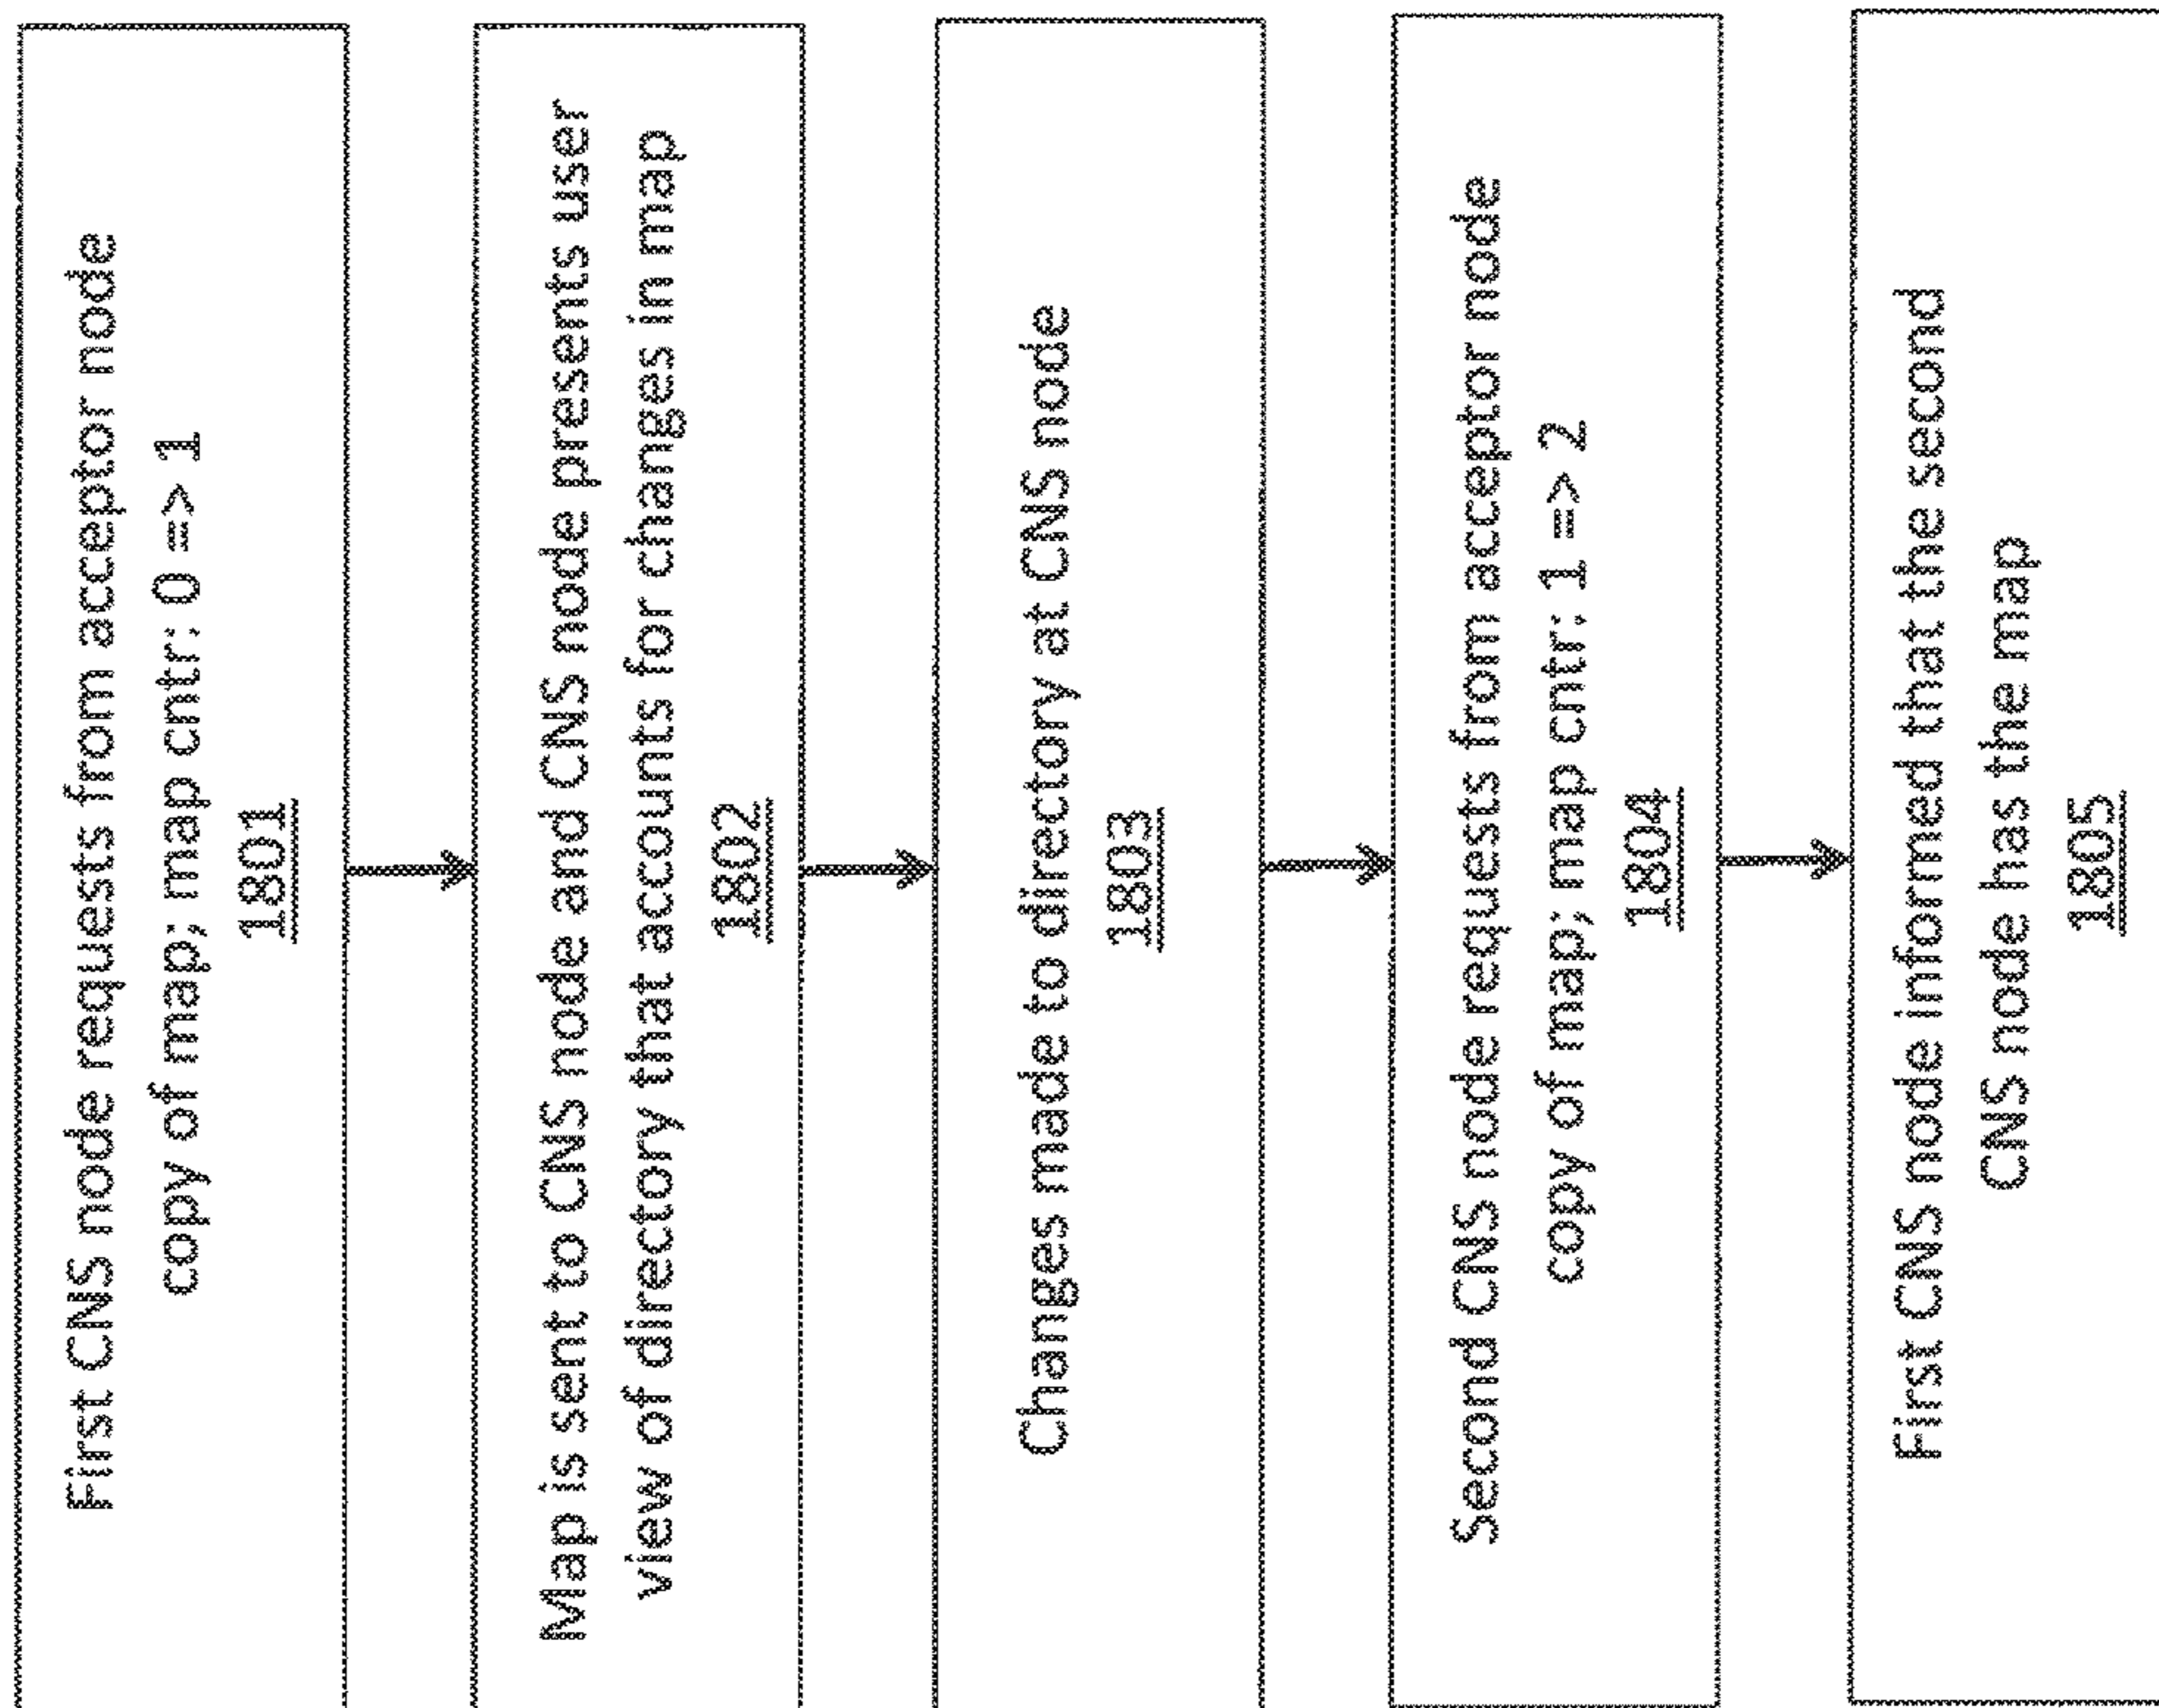 First CNS node requests from acceptor node
copy of map; map cntr: 0 => 1
1801
Map is sent to CNS node and CNS node presents user
view of directory that accounts for changes in map
1802
Changes made to directory at CNS node
1803
Second CNS node requests from acceptor node
copy of map; map cntr: 1 => 2
1804
First CNS node informed that the second
CNS node has the map
1805